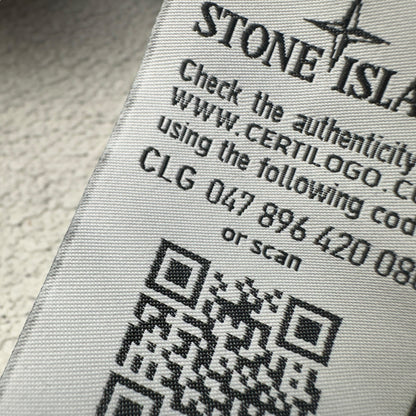 STONE ISLA
Check the authenticity
WWW.CERTILOGO.C
using the following cod
CLG 047 896 420 08
or scan